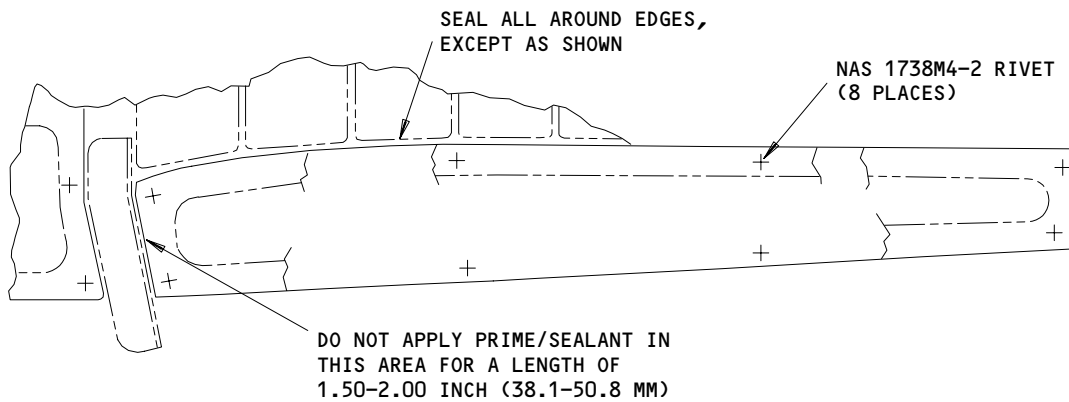 SEAL ALL AROUND EDGES,
EXCEPT AS SHOWN
NAS 1738M4-2 RIVET
(8 PLACES)
DO NOT APPLY PRIME/SEALANT IN
THIS AREA FOR A LENGTH OF
1.50-2.00 INCH (38.1-50.8 MM)